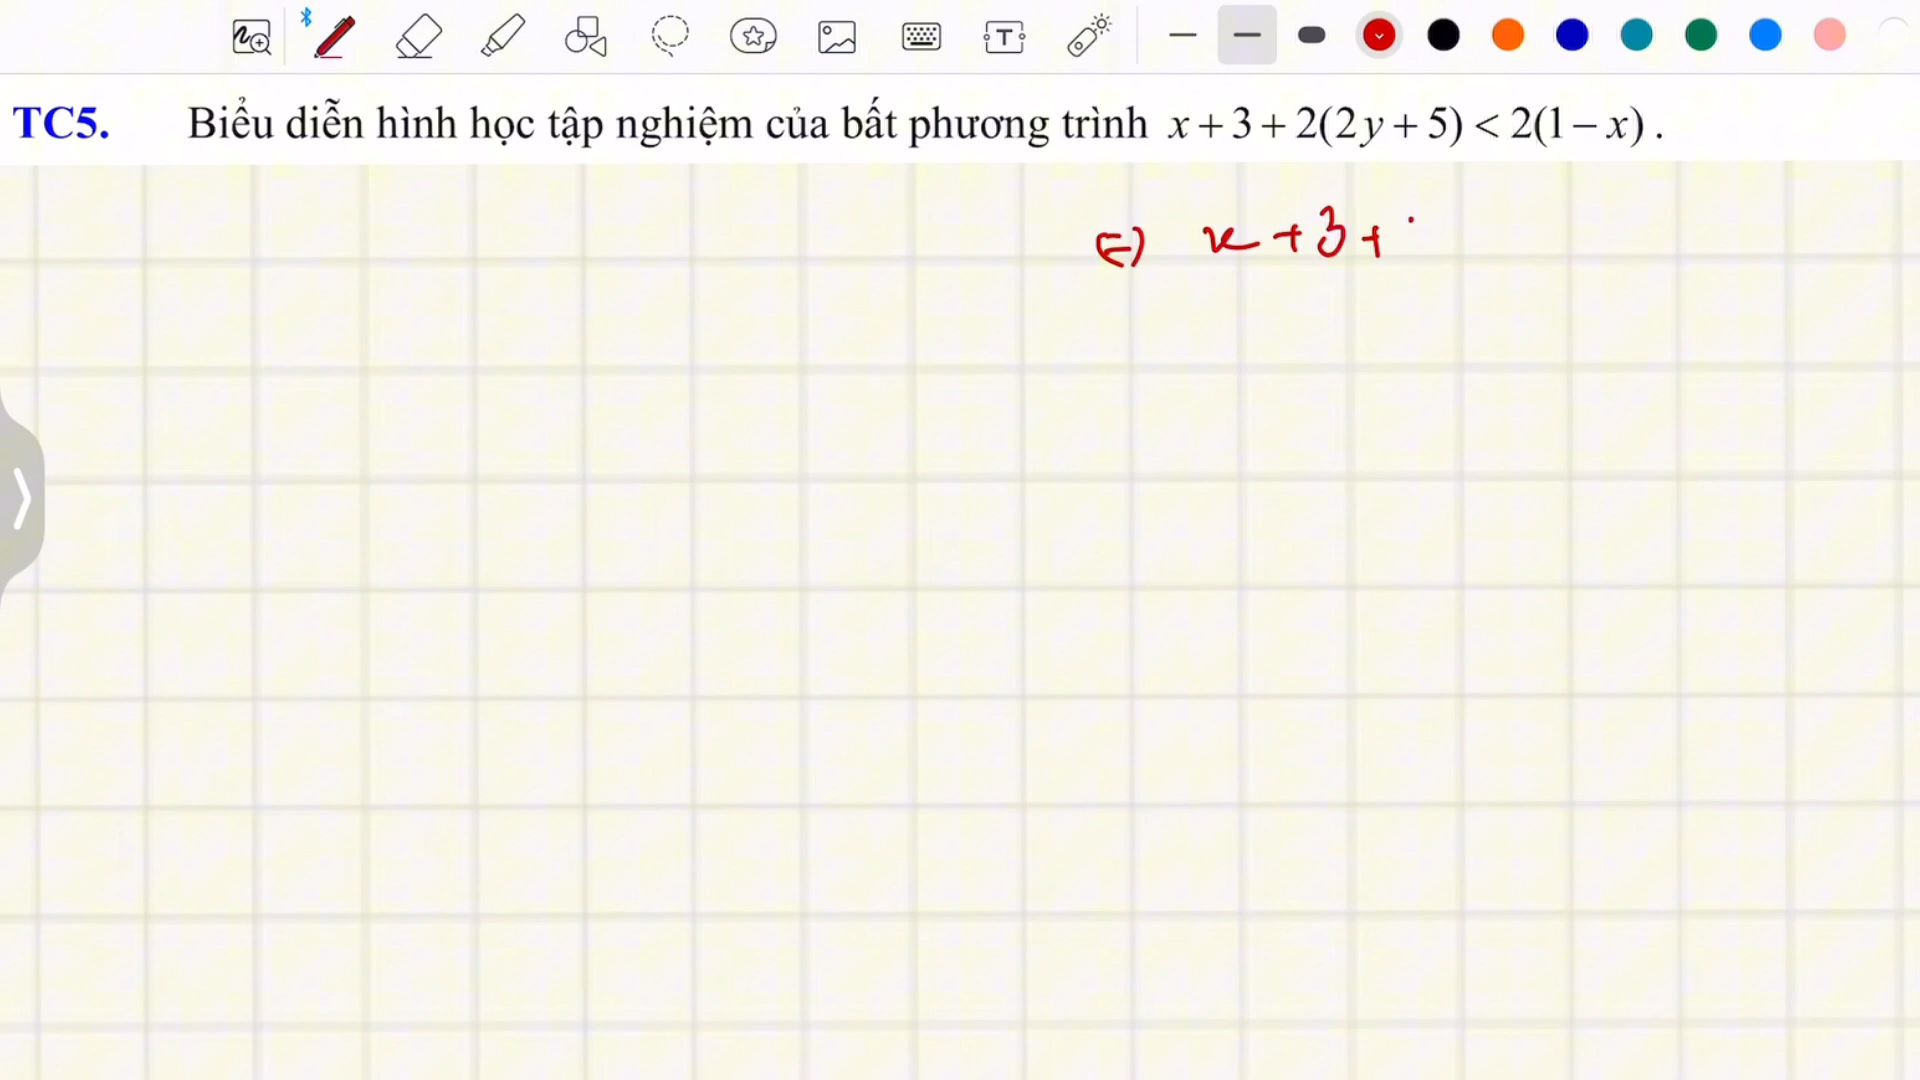 TC5. Biểu diễn hình học tập nghiệm của bất phương trình x+3+2(2y+5)<2(1−x).
⇔ x+3+